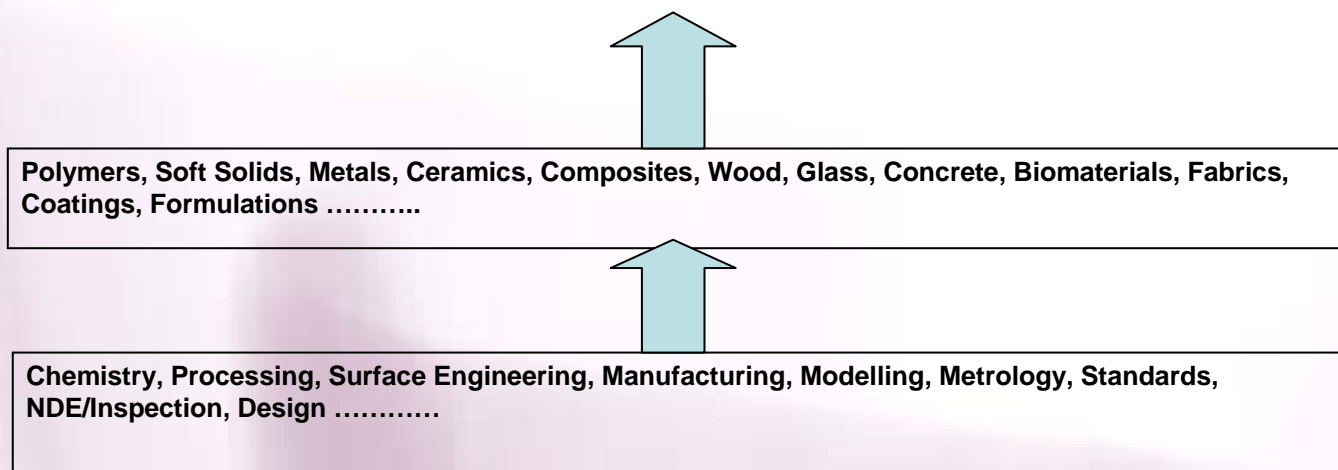 Polymers, Soft Solids, Metals, Ceramics, Composites, Wood, Glass, Concrete, Biomaterials, Fabrics,
Coatings, Formulations ………..
Chemistry, Processing, Surface Engineering, Manufacturing, Modelling, Metrology, Standards,
NDE/Inspection, Design …………